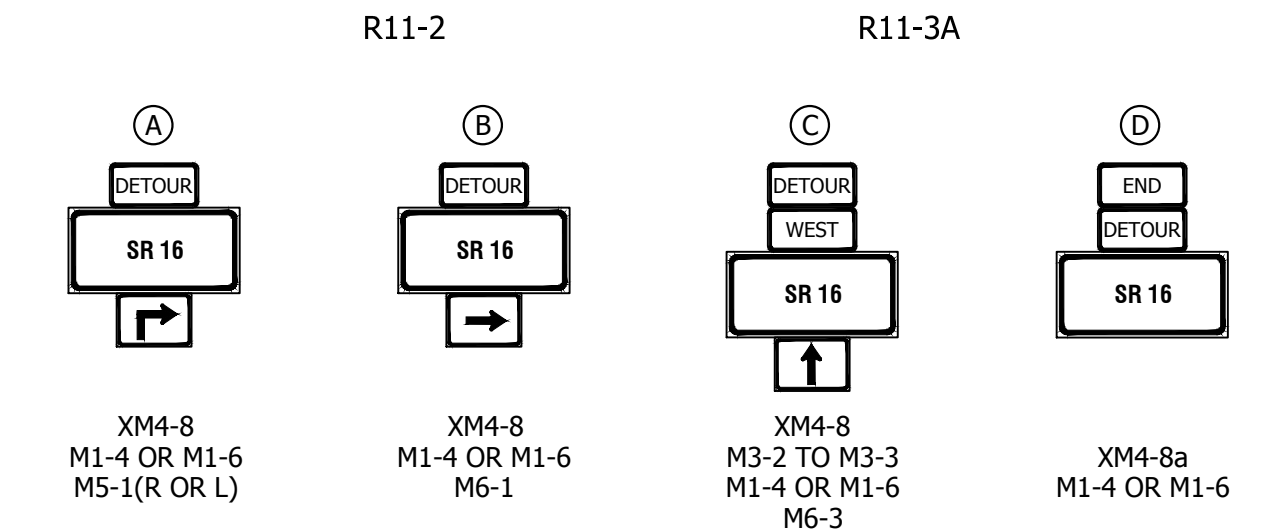 R11-2
R11-3A
A
DETOUR
SR 16
XM4-8
M1-4 OR M1-6
M5-1(R OR L)
B
DETOUR
SR 16
XM4-8
M1-4 OR M1-6
M6-1
C
DETOUR
WEST
SR 16
XM4-8
M3-2 TO M3-3
M1-4 OR M1-6
M6-3
D
END
DETOUR
SR 16
XM4-8a
M1-4 OR M1-6